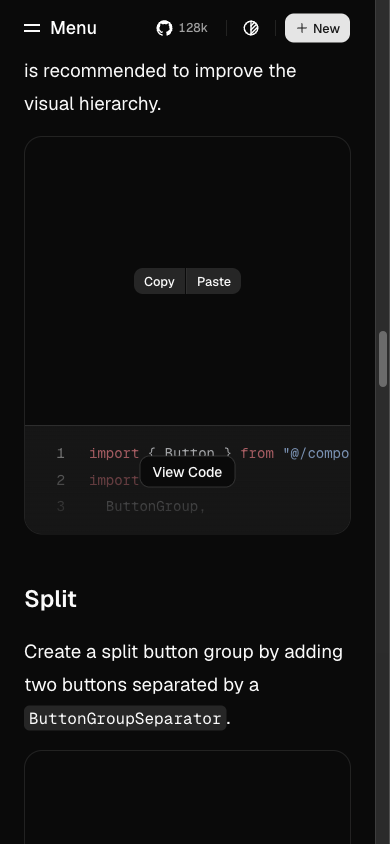 Menu
128k
+ New
is recommended to improve the
visual hierarchy.
Copy
Paste
1 import { Button } from "@/compo
View Code
2 import
3 ButtonGroup,
Split
Create a split button group by adding
two buttons separated by a
ButtonGroupSeparator.